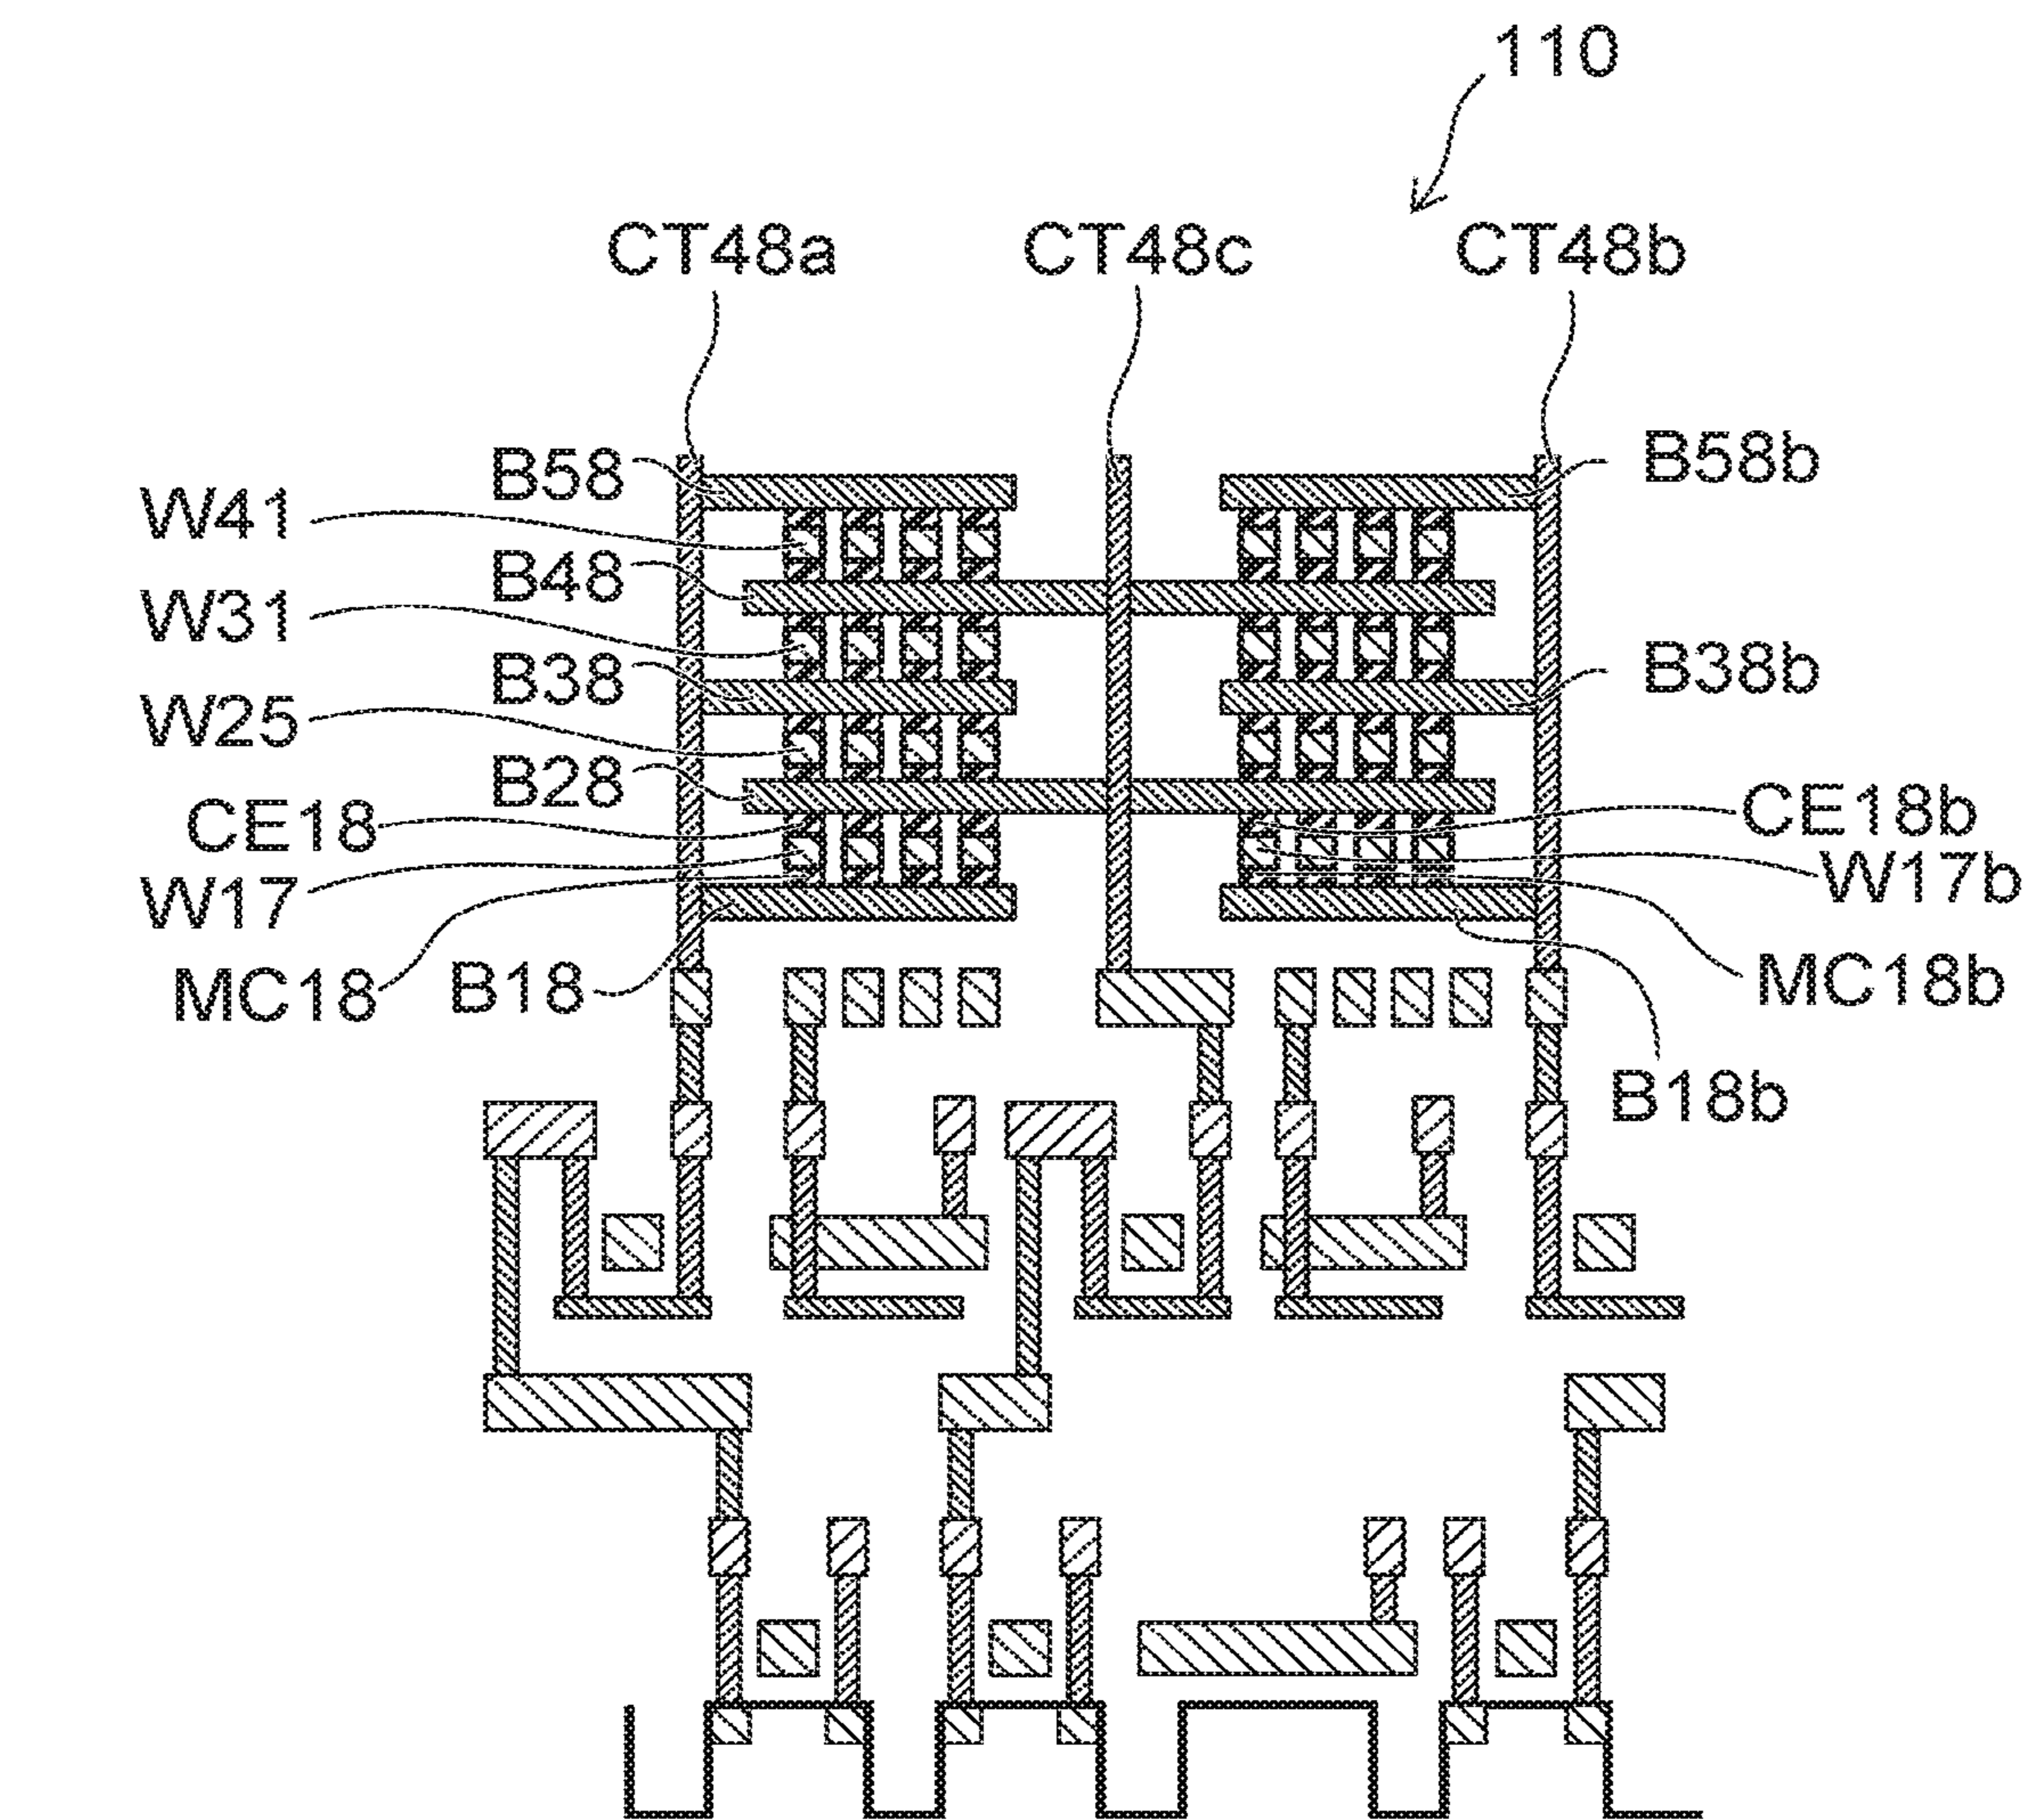 110
CT48a
CT48c
CT48b
B58
B58b
W41
B48
W31
B38
B38b
W25
B28
CE18
CE18b
W17
W17b
MC18
B18
MC18b
B18b